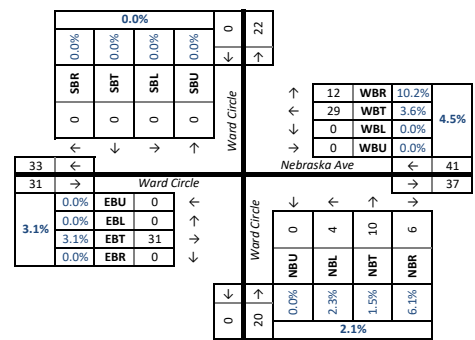 0.0%
0
22
0.0% 0.0% 0.0% 0.0%
↓ ↑
SBR SBT SBL SBU
0 0 0 0
Ward Circle
← ↓ → ↑
↑ 12 WBR 10.2%
← 29 WBT 3.6%
↓ 0 WBL 0.0%
→ 0 WBU 0.0%
4.5%
33 ←
Nebraska Ave
← 41
31 →
Ward Circle
→ 37
3.1%
0.0% EBU 0 ←
0.0% EBL 0 ↑
3.1% EBT 31 →
0.0% EBR 0 ↓
Ward Circle
↓ ← ↑ →
0 4 10 6
NBU NBL NBT NBR
↓ ↑
0.0% 2.3% 1.5% 6.1%
0 20
2.1%